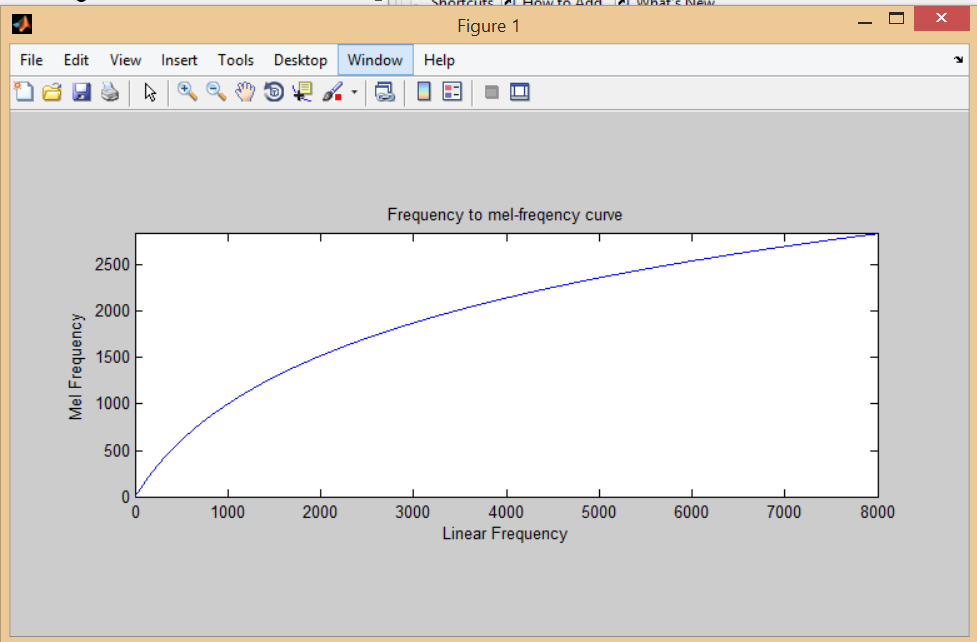 Shortcuts How to Add What's New
Figure 1
File Edit View Insert Tools Desktop Window Help
Frequency to mel-freqency curve
Mel Frequency
2500
2000
1500
1000
500
0
0 1000 2000 3000 4000 5000 6000 7000 8000
Linear Frequency